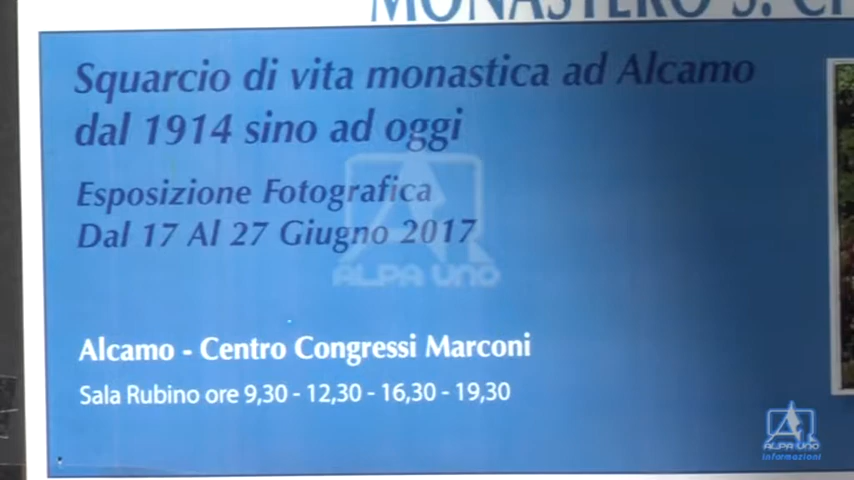 MONASTERO S. C
Squarcio di vita monastica ad Alcamo
dal 1914 sino ad oggi
Esposizione Fotografica
Dal 17 Al 27 Giugno 2017
ALPA UNO
Alcamo - Centro Congressi Marconi
Sala Rubino ore 9,30 - 12,30 - 16,30 - 19,30
ALPA UNO
Informazioni